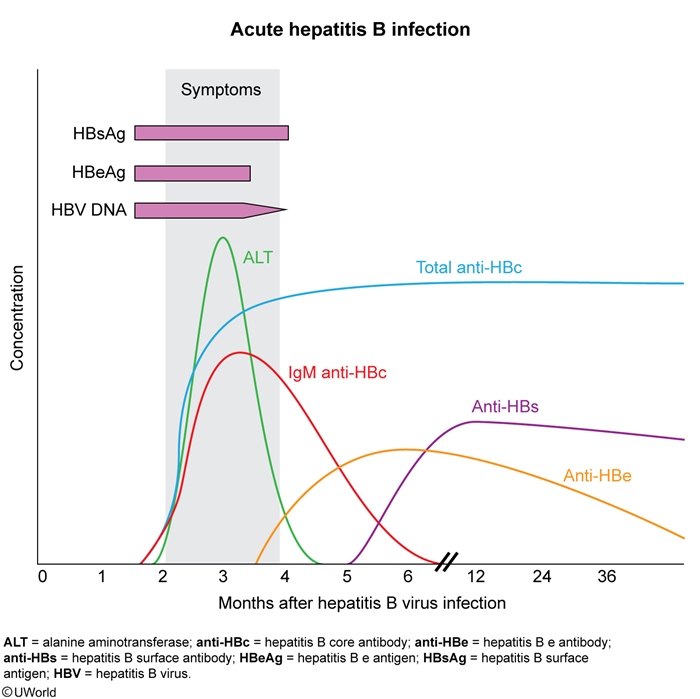 Acute hepatitis B infection
Symptoms
HBsAg
HBeAg
HBV DNA
ALT
Total anti-HBc
IgM anti-HBc
Anti-HBs
Anti-HBe
Concentration
0 1 2 3 4 5 6 12 24 36
Months after hepatitis B virus infection
ALT = alanine aminotransferase; anti-HBc = hepatitis B core antibody; anti-HBe = hepatitis B e antibody;
anti-HBs = hepatitis B surface antibody; HBeAg = hepatitis B e antigen; HBsAg = hepatitis B surface
antigen; HBV = hepatitis B virus.
©UWorld